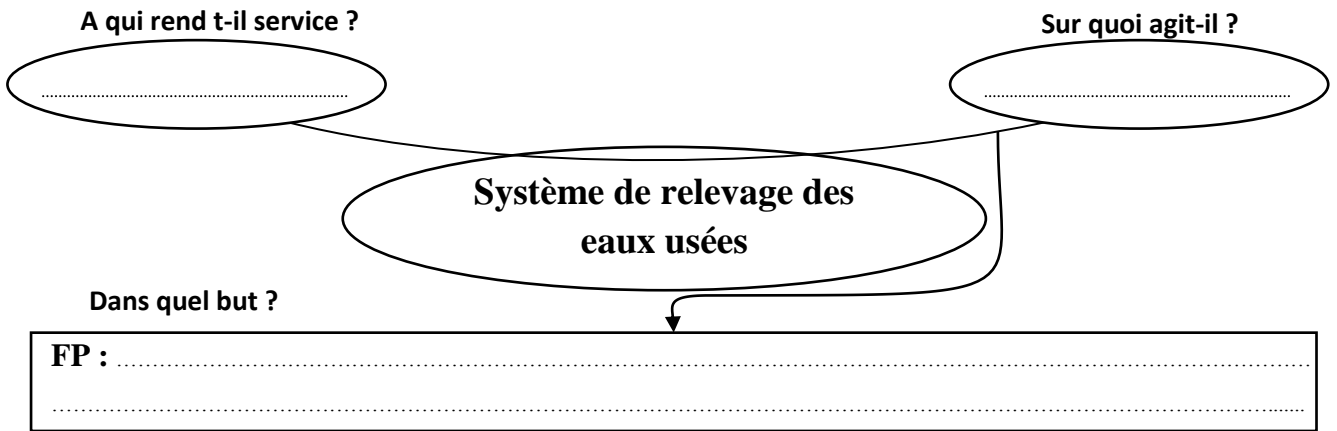 A qui rend t-il service ?
Sur quoi agit-il ?
................................................................
................................................................
Système de relevage des
eaux usées
Dans quel but ?
FP : ................................................................................................................................
................................................................................................................................